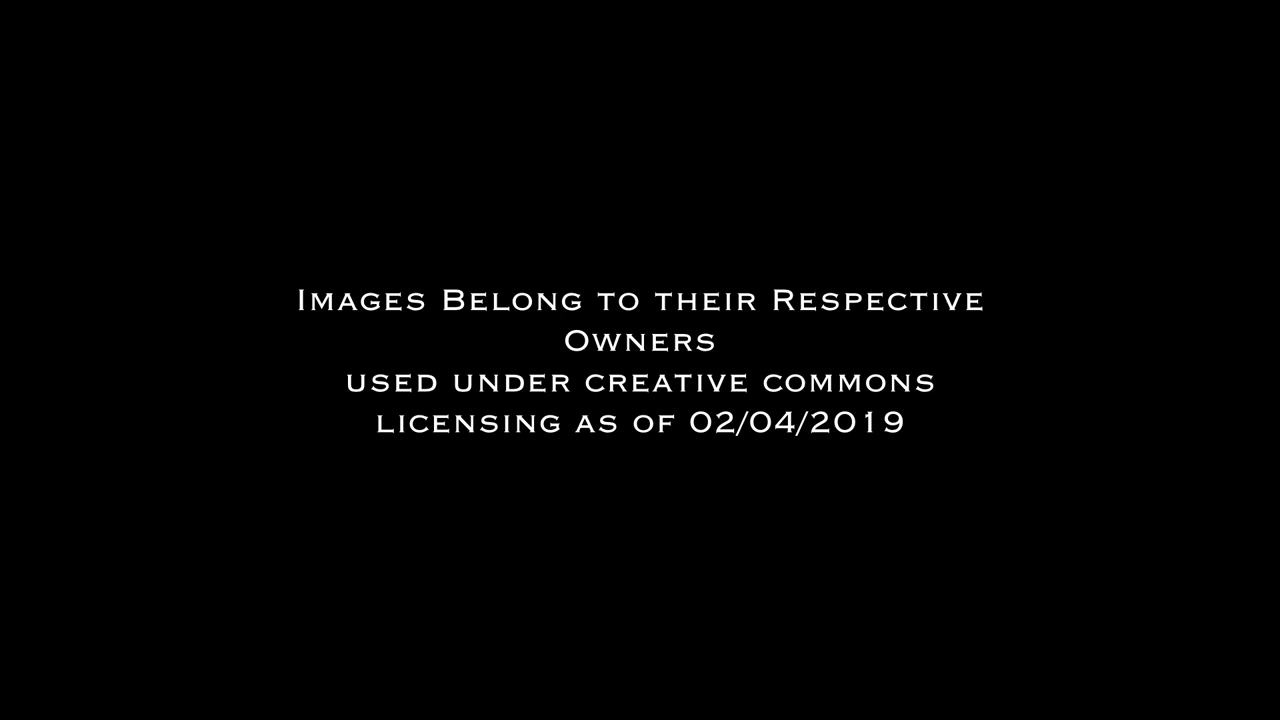 Images Belong to their Respective
Owners
used under creative commons
licensing as of 02/04/2019